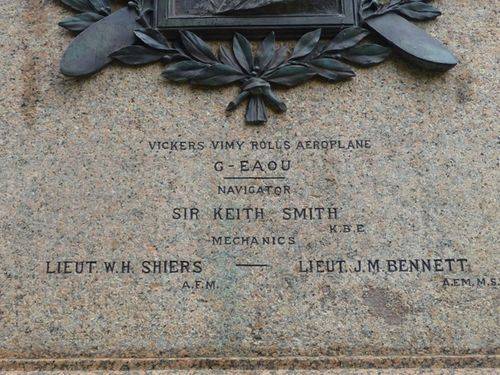 VICKERS VIMY ROLLS AEROPLANE
G-EAOU
NAVIGATOR
SIR KEITH SMITH
K.B.E.
MECHANICS
LIEUT. W.H. SHIERS — LIEUT. J.M. BENNETT
A.F.M. A.F.M. M.S.